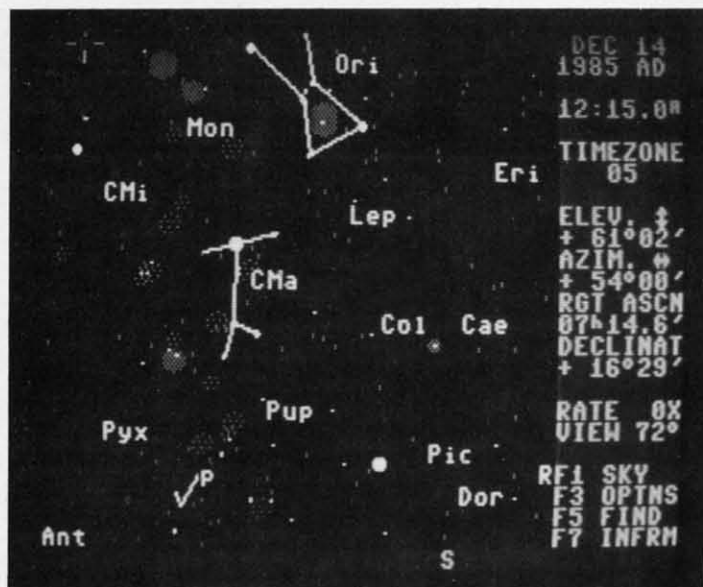 DEC 14
1985 AD
12:15.0ᵐ
TIMEZONE
05
ELEV. ↕
+ 61°02′
AZIM. ↔
+ 54°00′
RGT ASCN
07ʰ14.6′
DECLINAT
+ 16°29′
RATE 0X
VIEW 72°
RF1 SKY
F3 OPTNS
F5 FIND
F7 INFRM
Ori
Mon
Eri
CMi
Lep
CMa
Col Cae
Pup
Pyx
Pic
P
V
Dor
Ant
S